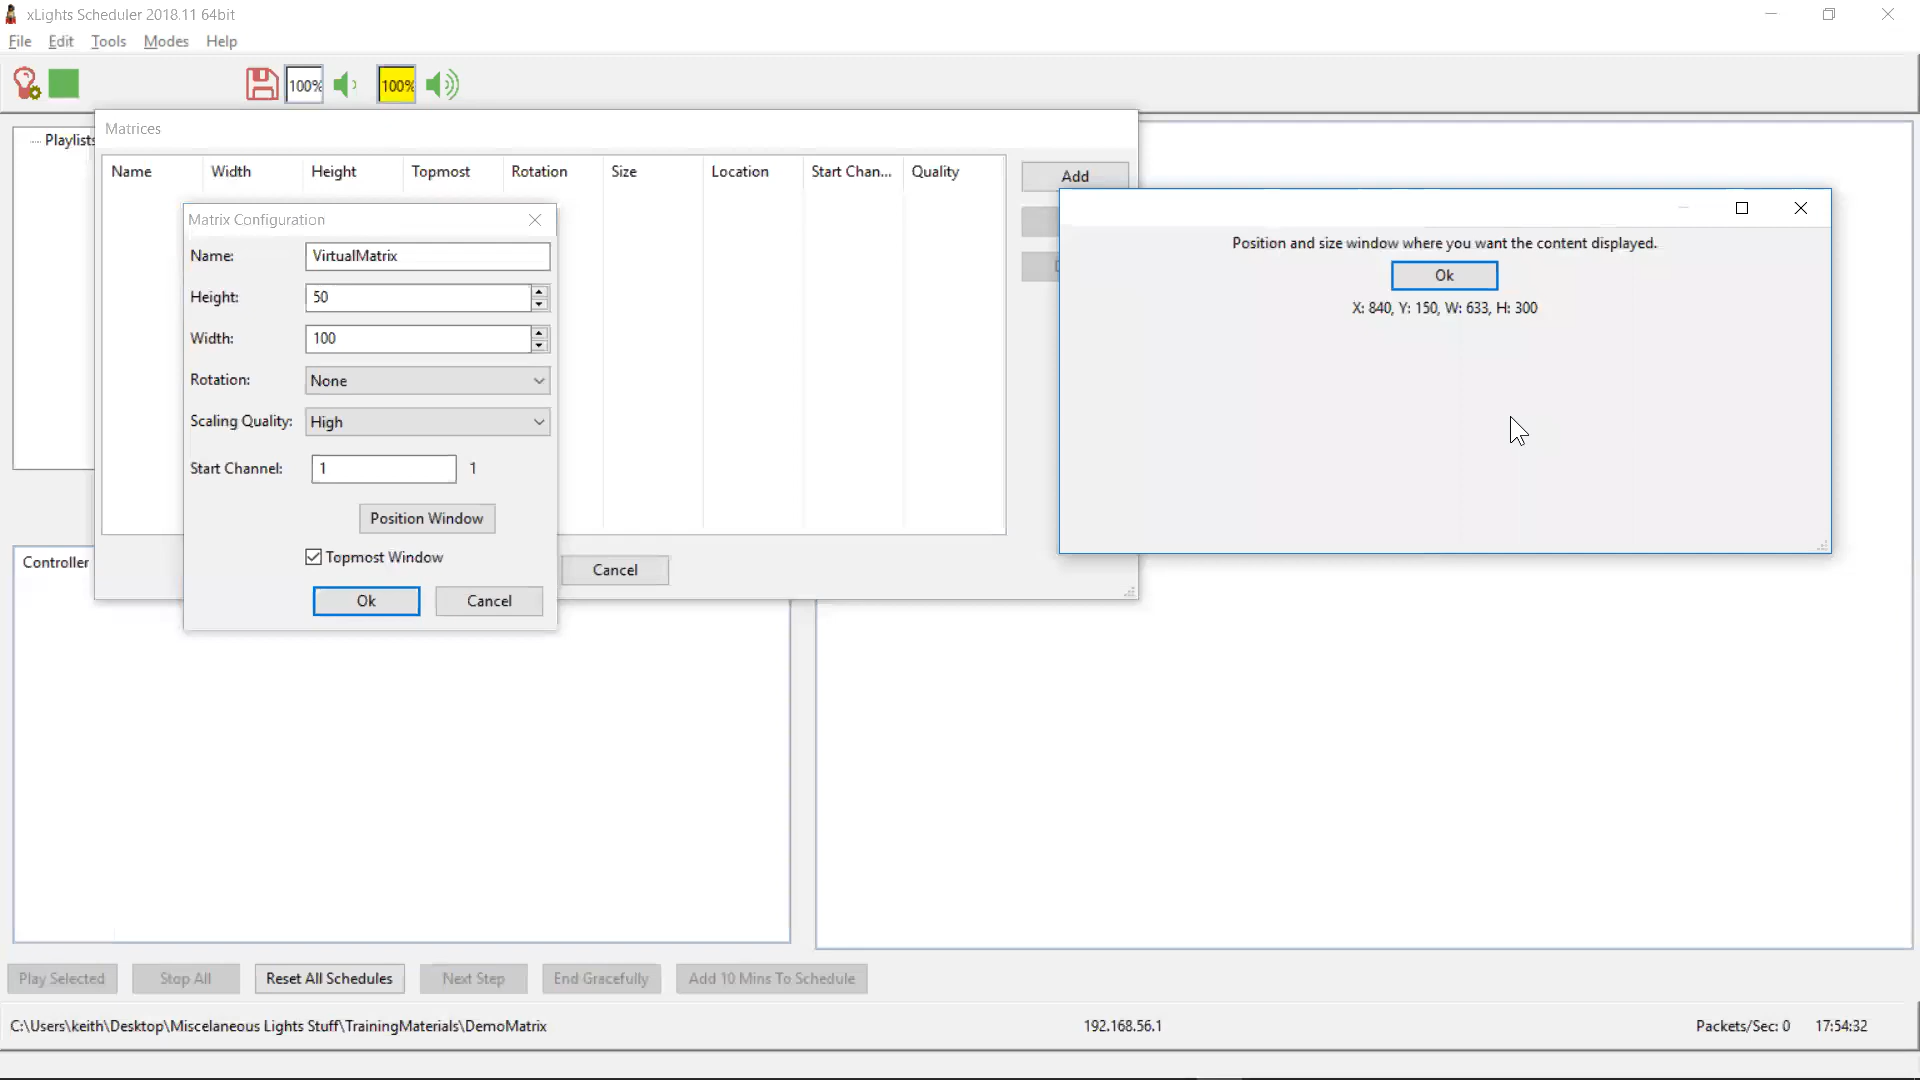 xLights Scheduler 2018.11 64bit
File Edit Tools Modes Help
100% 100%
Playlists
Matrices
Name Width Height Topmost Rotation Size Location Start Chan... Quality
Add
Matrix Configuration
Name: VirtualMatrix
Height: 50
Width: 100
Rotation: None
Scaling Quality: High
Start Channel: 1 1
Position Window
Topmost Window
Ok Cancel
Cancel
Position and size window where you want the content displayed.
Ok
X: 840, Y: 150, W: 633, H: 300
Controller
Play Selected Stop All Reset All Schedules Next Step End Gracefully Add 10 Mins To Schedule
C:\Users\keith\Desktop\Miscelaneous Lights Stuff\TrainingMaterials\DemoMatrix 192.168.56.1 Packets/Sec: 0 17:54:32